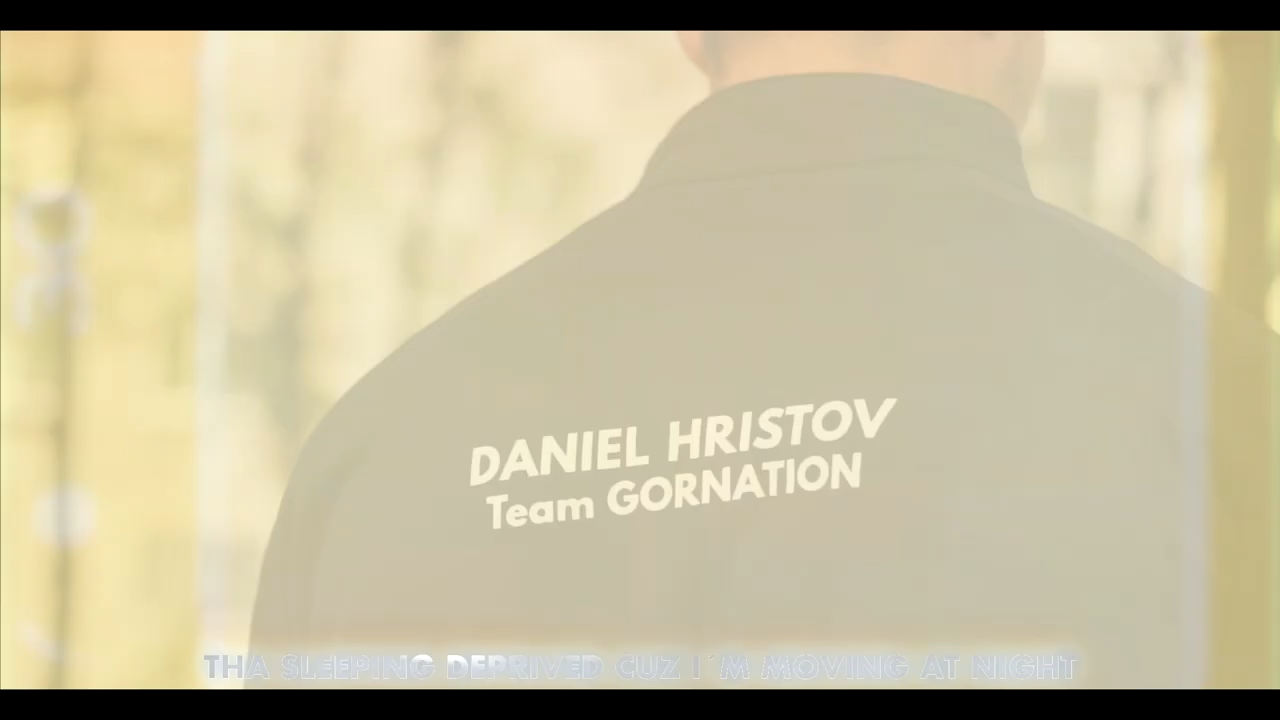 DANIEL HRISTOV
Team GORNATION
THA SLEEPING DEPRIVED CUZ I´M MOVING AT NIGHT